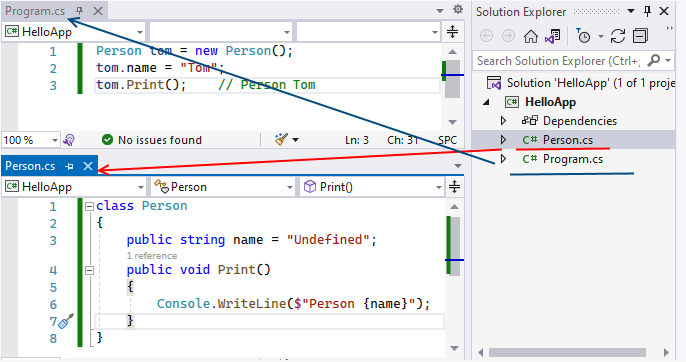 Program.cs
HelloApp
1 Person tom = new Person();
2 tom.name = "Tom";
3 tom.Print(); // Person Tom
100 % No issues found Ln: 3 Ch: 31 SPC
Person.cs
HelloApp Person Print()
1 class Person
2 {
3 public string name = "Undefined";
1 reference
4 public void Print()
5 {
6 Console.WriteLine($"Person {name}");
7 }
8 }
Solution Explorer
Search Solution Explorer (Ctrl+;
Solution 'HelloApp' (1 of 1 proje
C# HelloApp
Dependencies
C# Person.cs
C# Program.cs